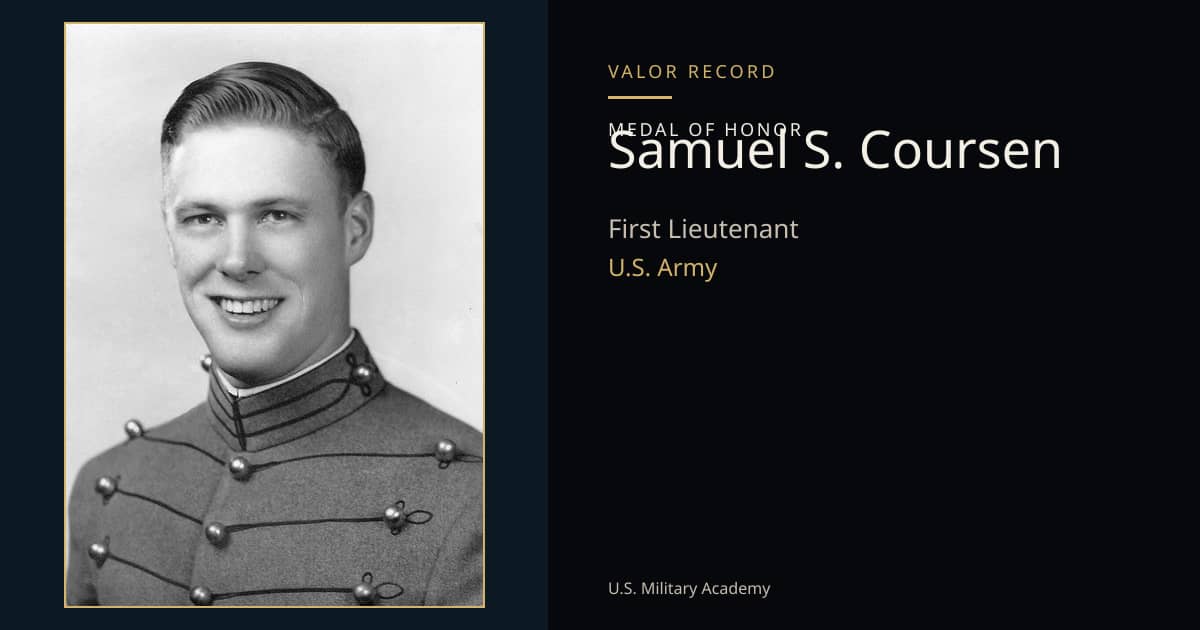 VALOR RECORD
MEDAL OF HONOR
Samuel S. Coursen
First Lieutenant
U.S. Army
U.S. Military Academy